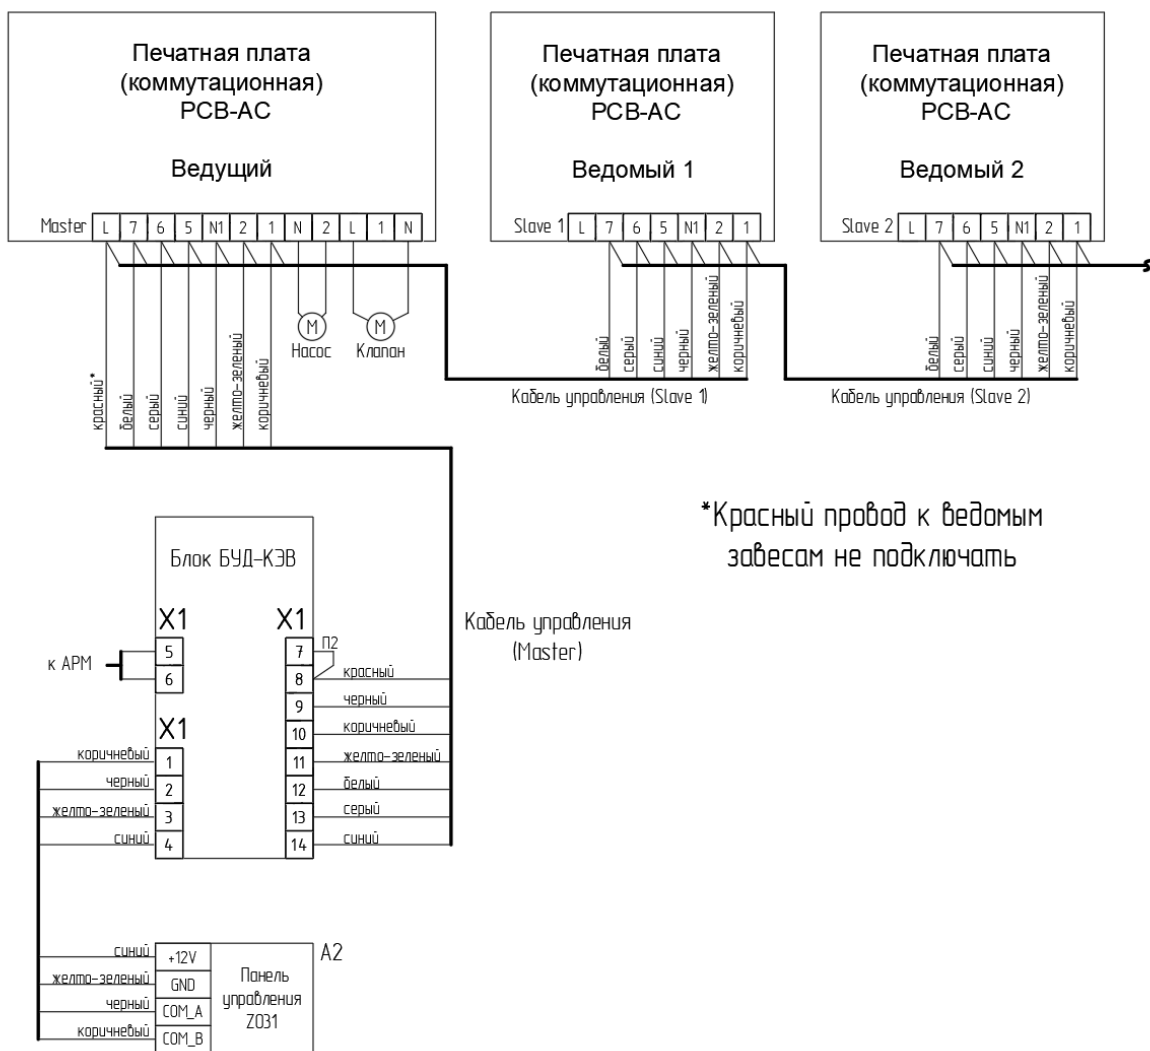 Печатная плата
(коммутационная)
PCB-AC
Ведущий
Master L 7 6 5 N1 2 1 N 2 L 1 N
Печатная плата
(коммутационная)
PCB-AC
Ведомый 1
Slave 1 L 7 6 5 N1 2 1
Печатная плата
(коммутационная)
PCB-AC
Ведомый 2
Slave 2 L 7 6 5 N1 2 1
красный*
белый
серый
синий
черный
желто-зеленый
коричневый
М
Насос
М
Клапан
белый
серый
синий
черный
желто-зеленый
коричневый
Кабель управления (Slave 1)
белый
серый
синий
черный
желто-зеленый
коричневый
Кабель управления (Slave 2)
*Красный провод к ведомым
завесам не подключать
Кабель управления
(Master)
Блок БУД-КЭВ
X1
к АРМ
5
6
X1
коричневый 1
черный 2
желто-зеленый 3
синий 4
X1
7 П2
8 красный
9 черный
10 коричневый
11 желто-зеленый
12 белый
13 серый
14 синий
A2
синий +12V
желто-зеленый GND
черный COM_A
коричневый COM_B
Панель
управления
Z031